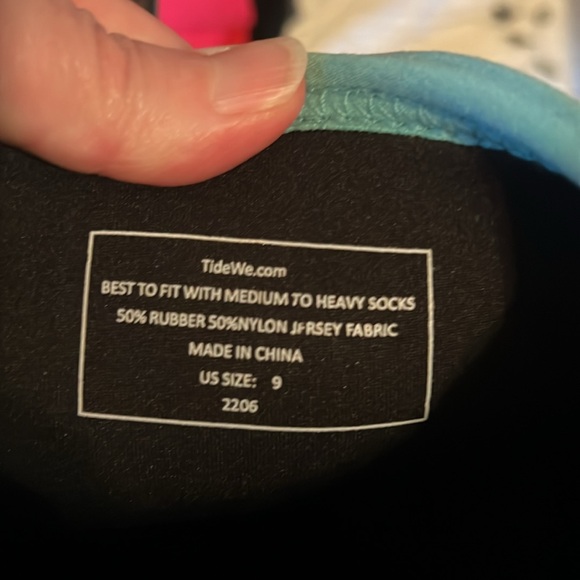 TideWe.com
BEST TO FIT WITH MEDIUM TO HEAVY SOCKS
50% RUBBER 50%NYLON JERSEY FABRIC
MADE IN CHINA
US SIZE: 9
2206